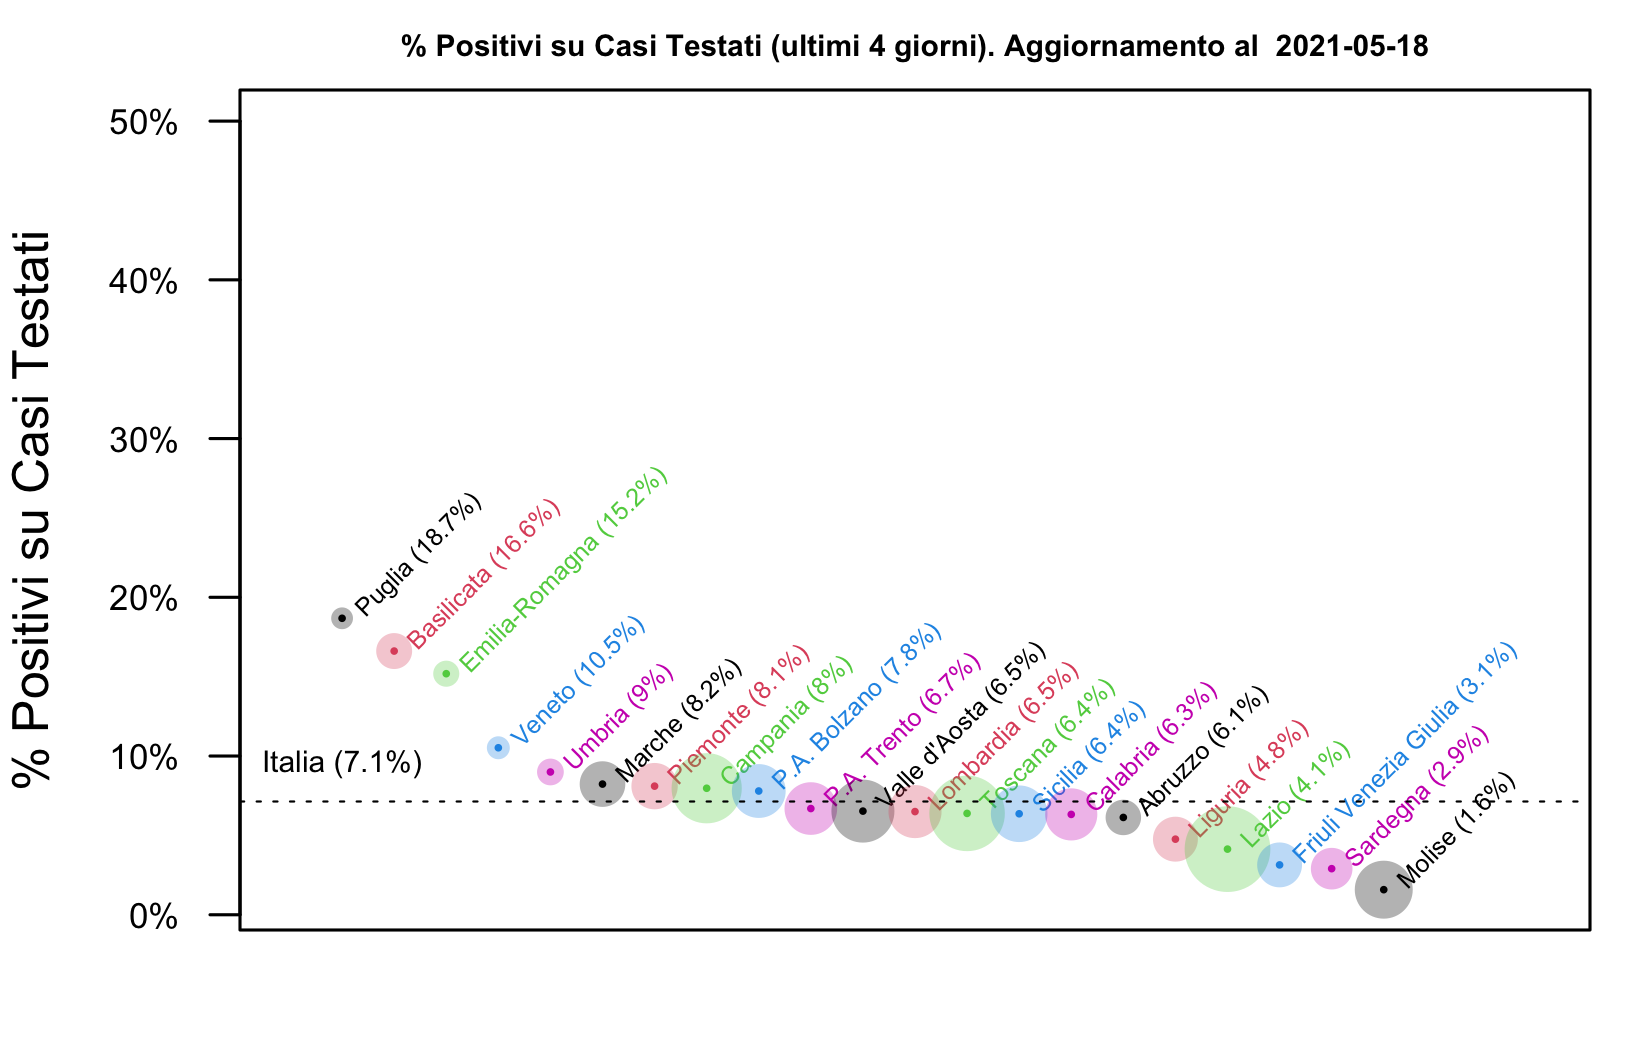 % Positivi su Casi Testati (ultimi 4 giorni). Aggiornamento al  2021-05-18
% Positivi su Casi Testati
50%
40%
30%
20%
10%
0%
Italia (7.1%)
Puglia (18.7%)
Basilicata (16.6%)
Emilia-Romagna (15.2%)
Veneto (10.5%)
Umbria (9%)
Marche (8.2%)
Piemonte (8.1%)
Campania (8%)
P.A. Bolzano (7.8%)
P.A. Trento (6.7%)
Valle d'Aosta (6.5%)
Lombardia (6.5%)
Toscana (6.4%)
Sicilia (6.4%)
Calabria (6.3%)
Abruzzo (6.1%)
Liguria (4.8%)
Lazio (4.1%)
Friuli Venezia Giulia (3.1%)
Sardegna (2.9%)
Molise (1.6%)